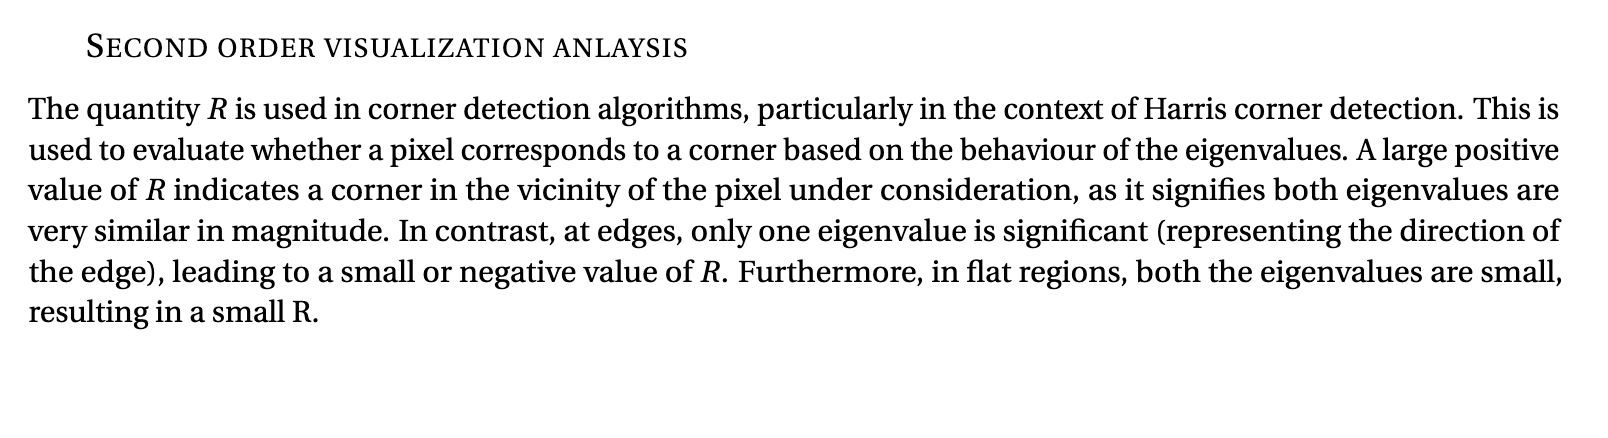 SECOND ORDER VISUALIZATION ANLAYSIS
The quantity R is used in corner detection algorithms, particularly in the context of Harris corner detection. This is
used to evaluate whether a pixel corresponds to a corner based on the behaviour of the eigenvalues. A large positive
value of R indicates a corner in the vicinity of the pixel under consideration, as it signifies both eigenvalues are
very similar in magnitude. In contrast, at edges, only one eigenvalue is significant (representing the direction of
the edge), leading to a small or negative value of R. Furthermore, in flat regions, both the eigenvalues are small,
resulting in a small R.